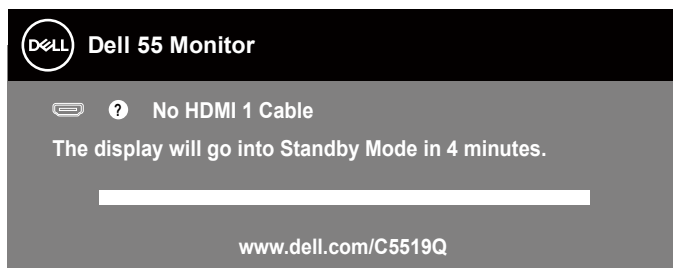 DELL Dell 55 Monitor
? No HDMI 1 Cable
The display will go into Standby Mode in 4 minutes.
www.dell.com/C5519Q